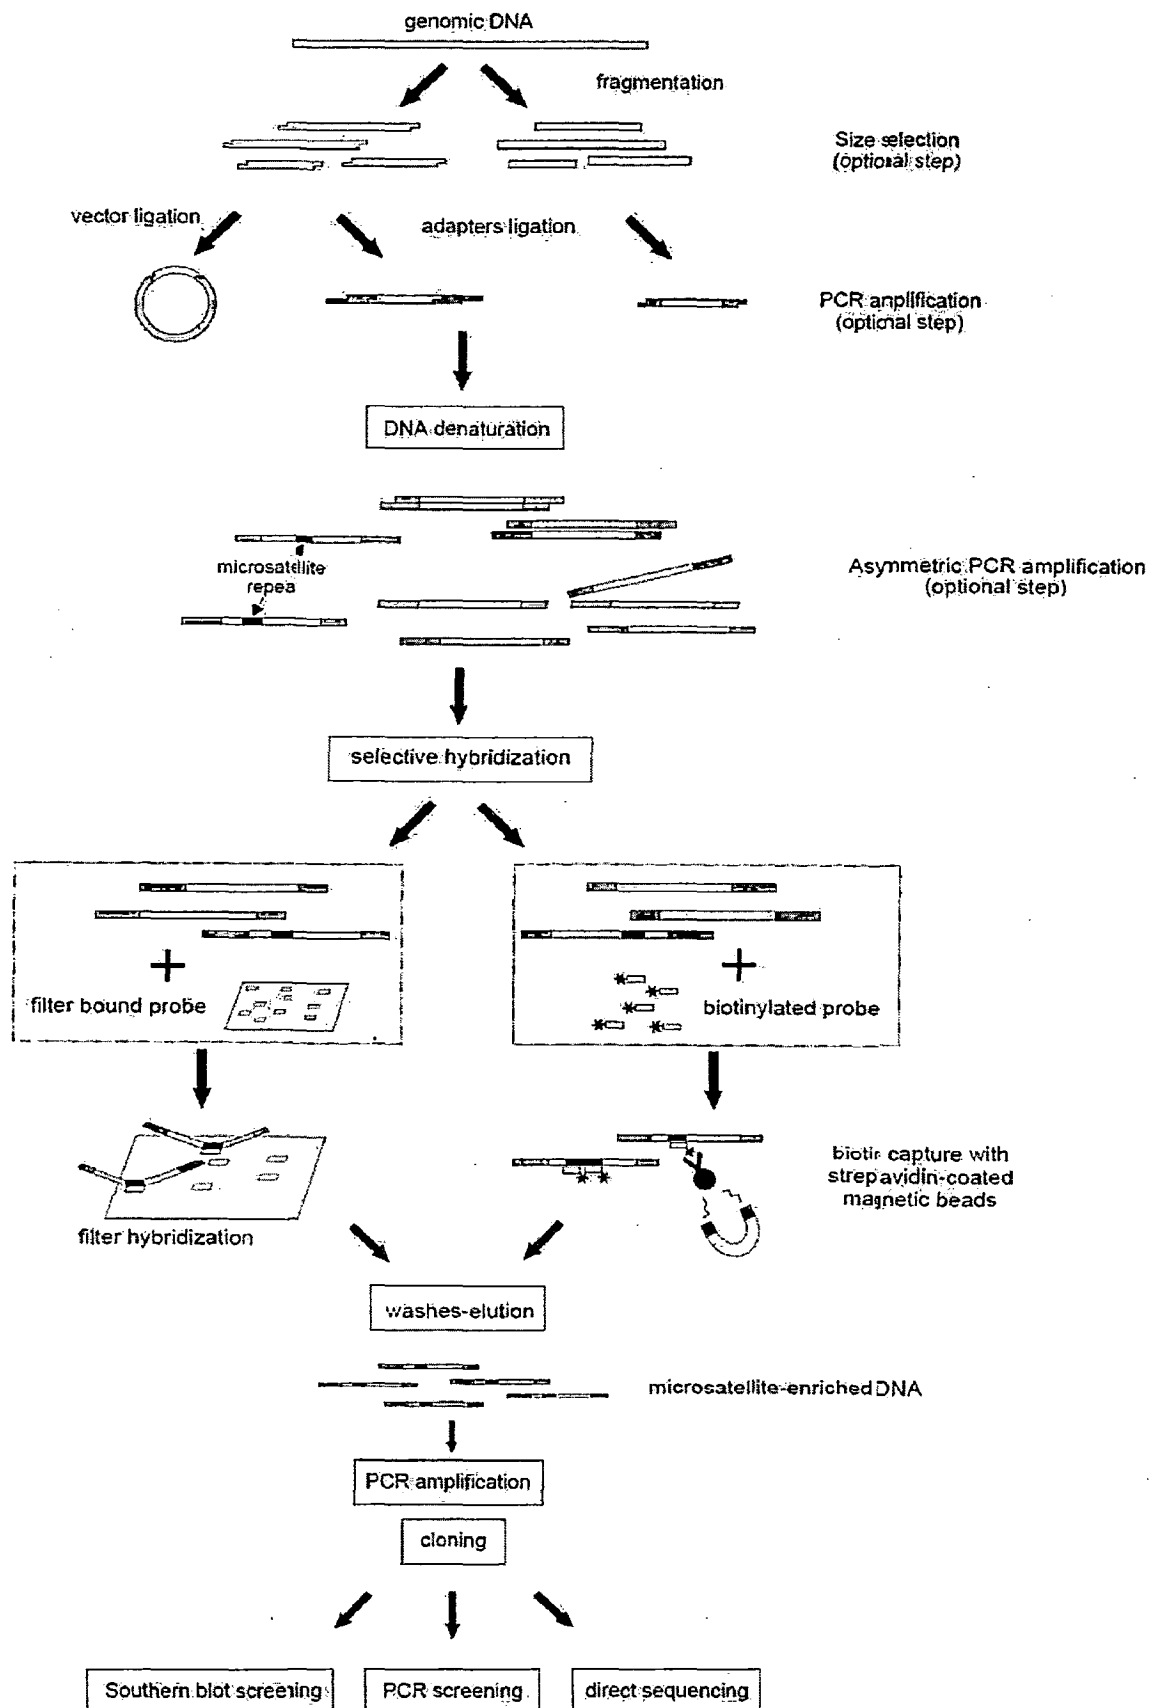 genomic DNA
fragmentation
Size selection
(optional step)
vector ligation
adapters ligation
PCR amplification
(optional step)
DNA denaturation
microsatellite
repea
Asymmetric PCR amplification
(optional step)
selective hybridization
filter bound probe
biotinylated probe
biotin capture with
strepavidin-coated
magnetic beads
filter hybridization
washes-elution
microsatellite-enriched DNA
PCR amplification
cloning
Southern blot screening
PCR screening
direct sequencing